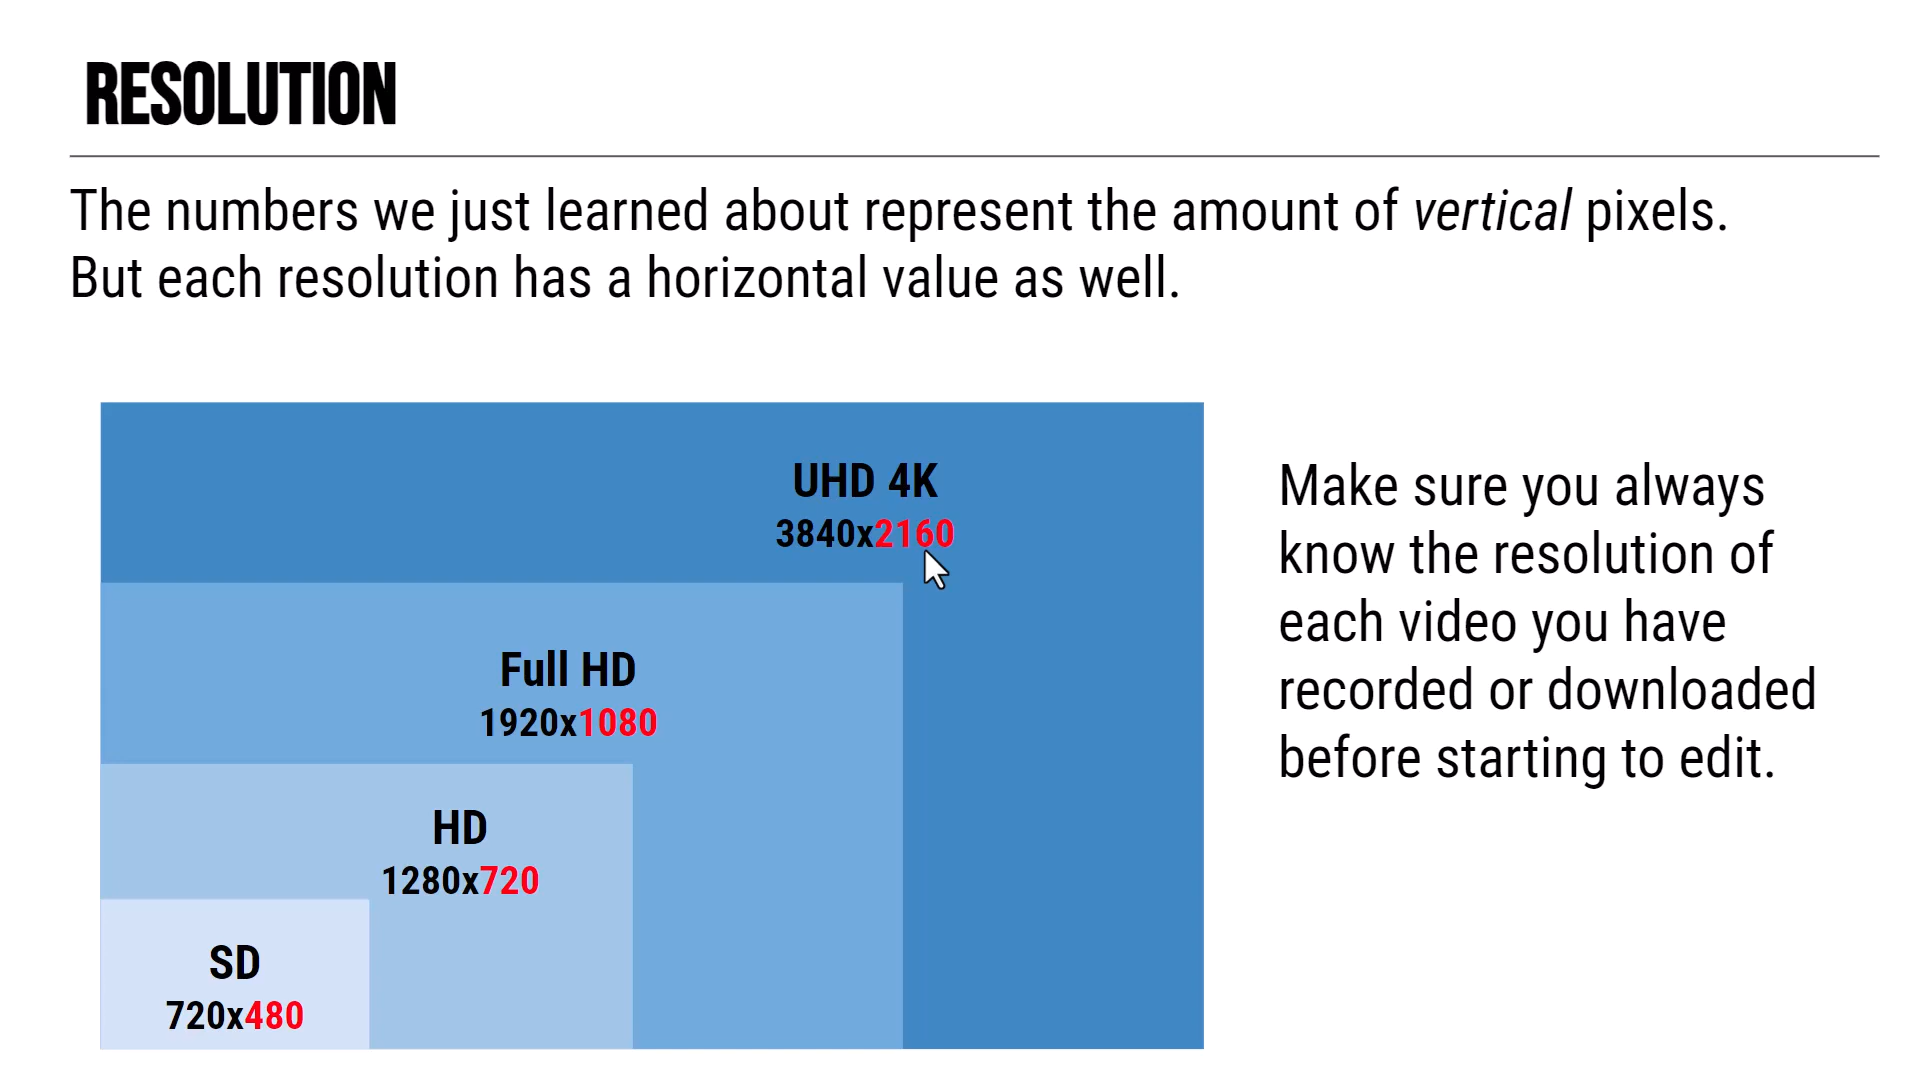 RESOLUTION
The numbers we just learned about represent the amount of vertical pixels.
But each resolution has a horizontal value as well.
UHD 4K
3840x2160
Full HD
1920x1080
HD
1280x720
SD
720x480
Make sure you always
know the resolution of
each video you have
recorded or downloaded
before starting to edit.